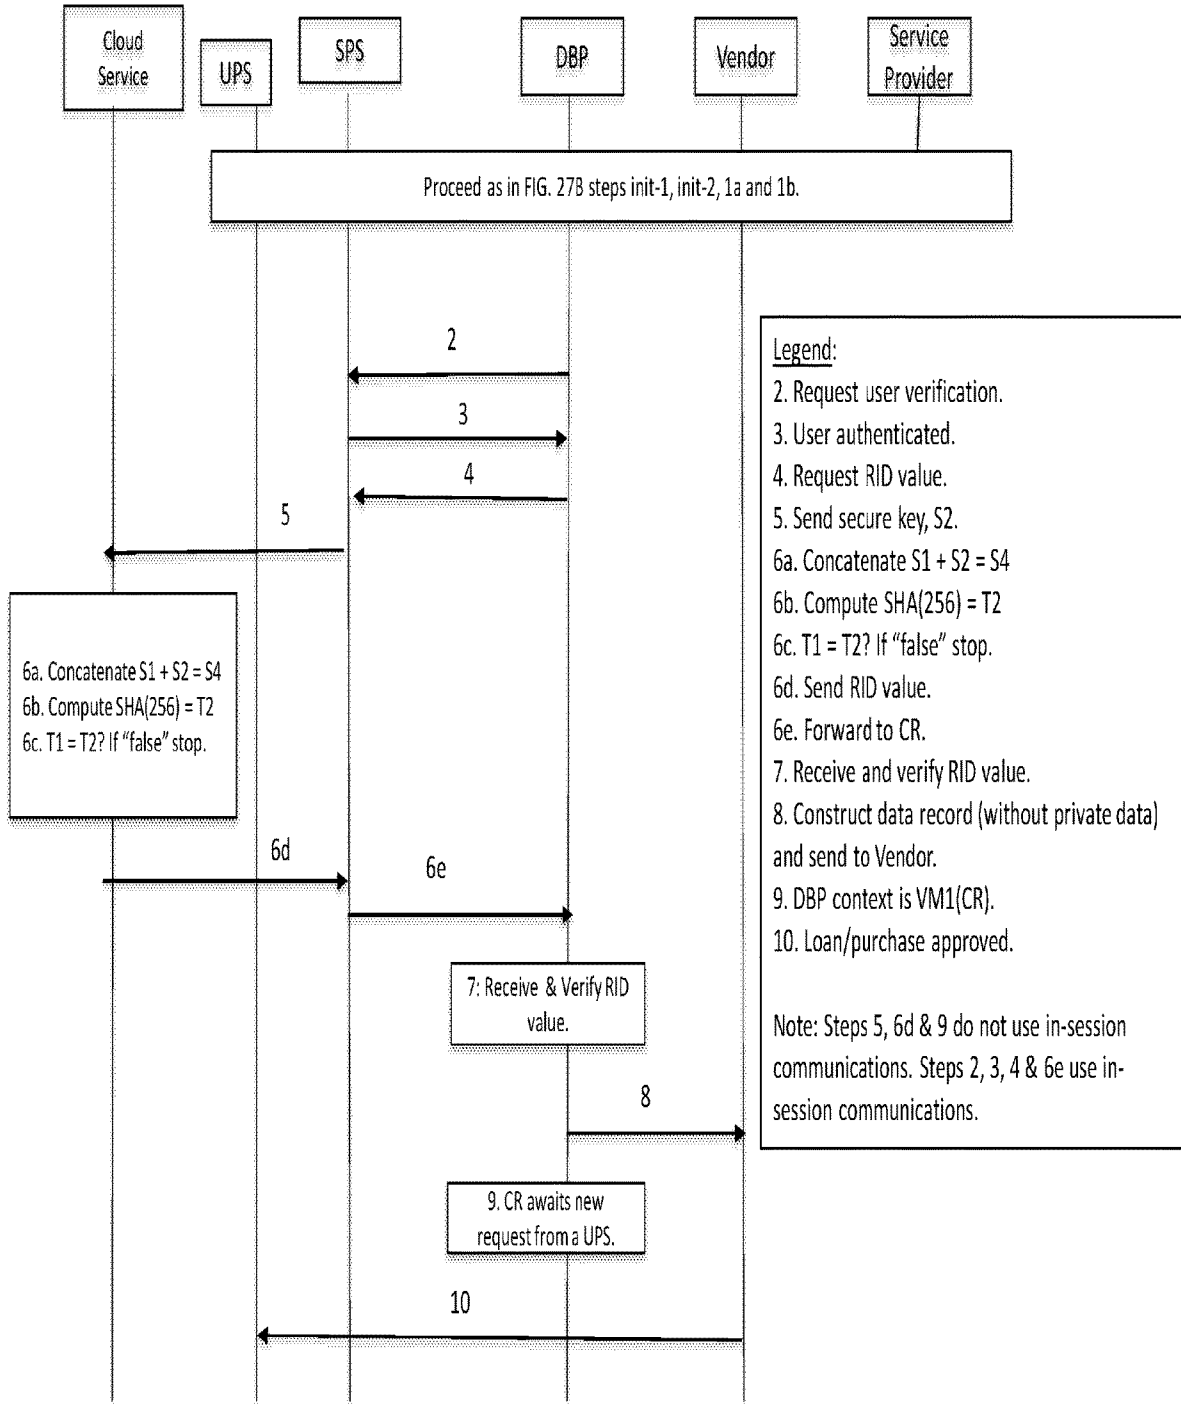 Cloud
Service
UPS
SPS
DBP
Vendor
Service
Provider
Proceed as in FIG. 27B steps init-1, init-2, 1a and 1b.
2
3
4
5
Legend:
2. Request user verification.
3. User authenticated.
4. Request RID value.
5. Send secure key, S2.
6a. Concatenate S1 + S2 = S4
6b. Compute SHA(256) = T2
6c. T1 = T2? If “false” stop.
6d. Send RID value.
6e. Forward to CR.
7. Receive and verify RID value.
8. Construct data record (without private data)
and send to Vendor.
9. DBP context is VM1(CR).
10. Loan/purchase approved.
Note: Steps 5, 6d & 9 do not use in-session
communications. Steps 2, 3, 4 & 6e use in-
session communications.
6a. Concatenate S1 + S2 = S4
6b. Compute SHA(256) = T2
6c. T1 = T2? If “false” stop.
6d
6e
7: Receive & Verify RID
value.
8
9. CR awaits new
request from a UPS.
10